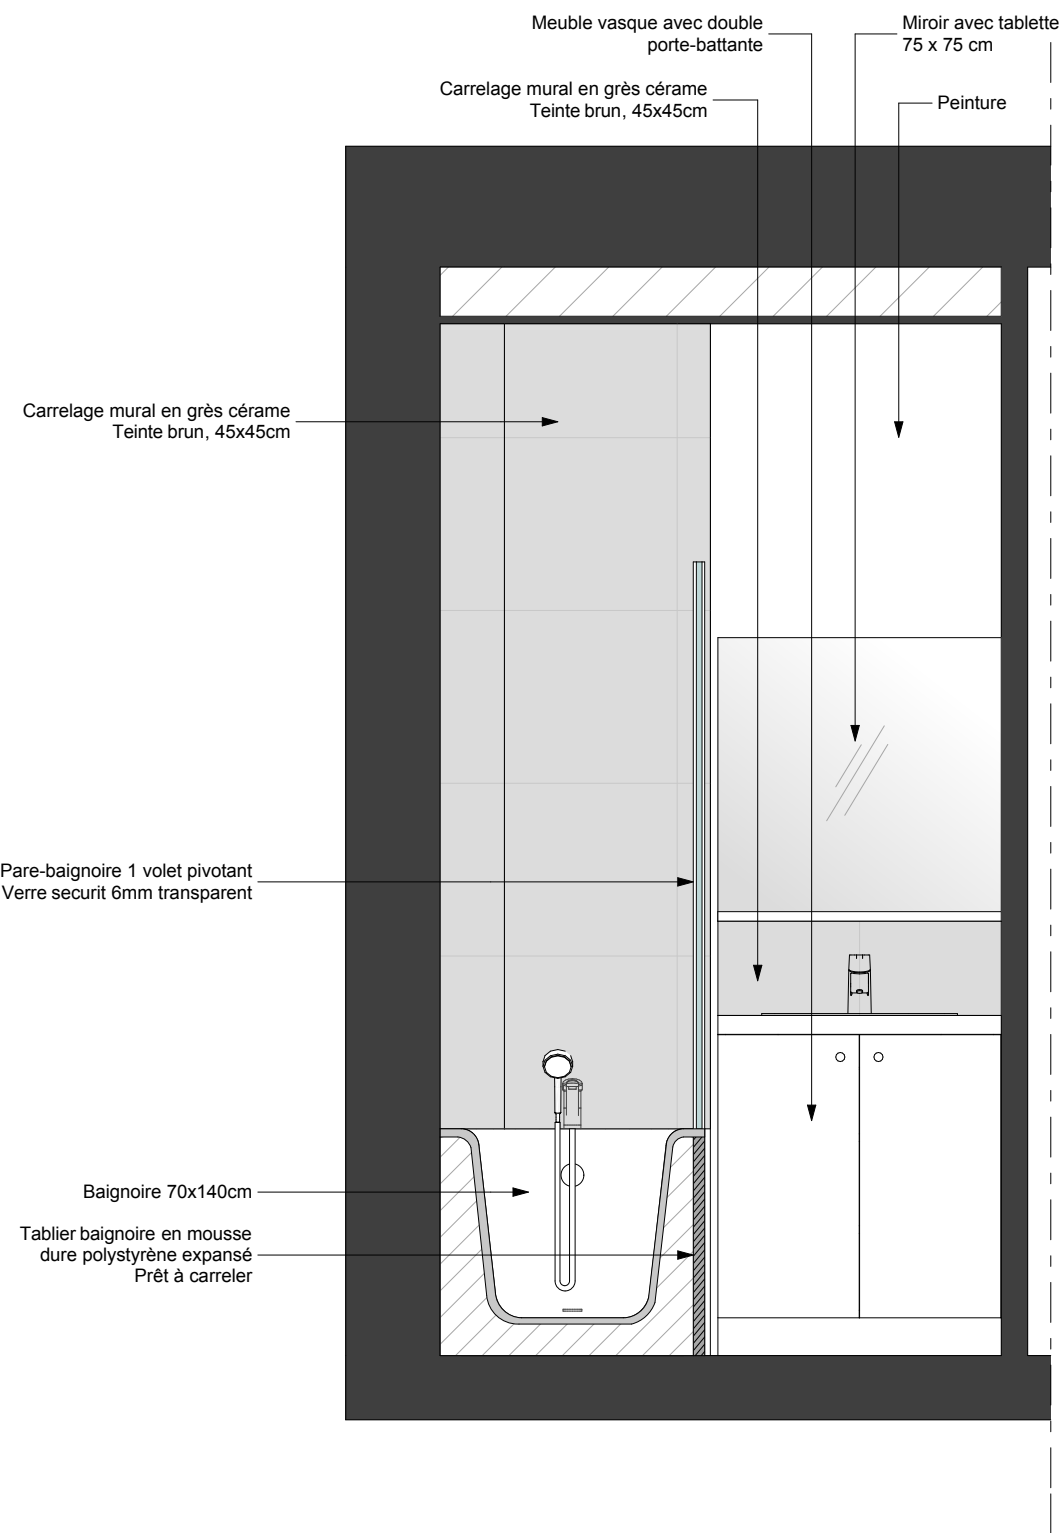 Meuble vasque avec double
porte-battante
Miroir avec tablette
75 x 75 cm
Carrelage mural en grès cérame
Teinte brun, 45x45cm
Peinture
Carrelage mural en grès cérame
Teinte brun, 45x45cm
Pare-baignoire 1 volet pivotant
Verre securit 6mm transparent
Baignoire 70x140cm
Tablier baignoire en mousse
dure polystyrène expansé
Prêt à carreler